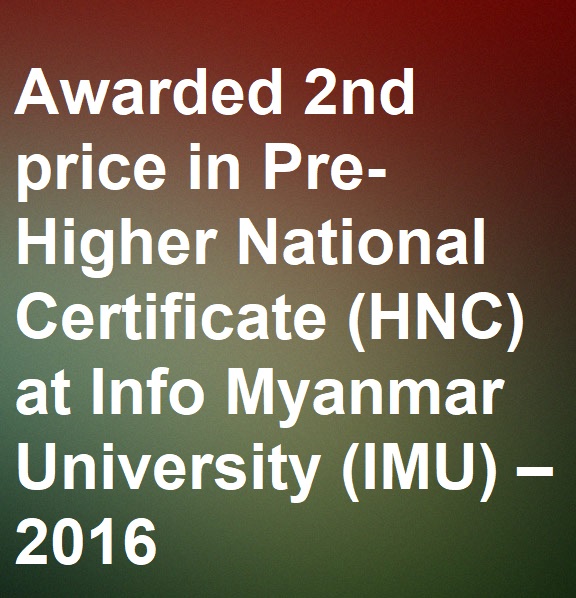 Awarded 2nd
price in Pre-
Higher National
Certificate (HNC)
at Info Myanmar
University (IMU) –
2016